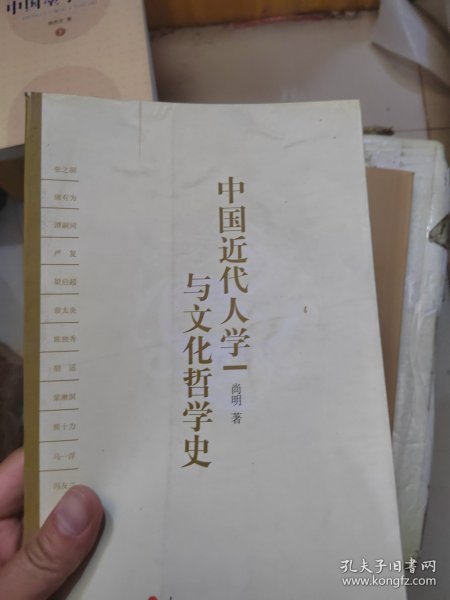 中国近代人学
与文化哲学史
尚明 著
张之洞
康有为
谭嗣同
严复
梁启超
章太炎
陈独秀
胡适
梁漱溟
熊十力
马一浮
冯友兰
孔夫子旧书网
www.kongfz.com